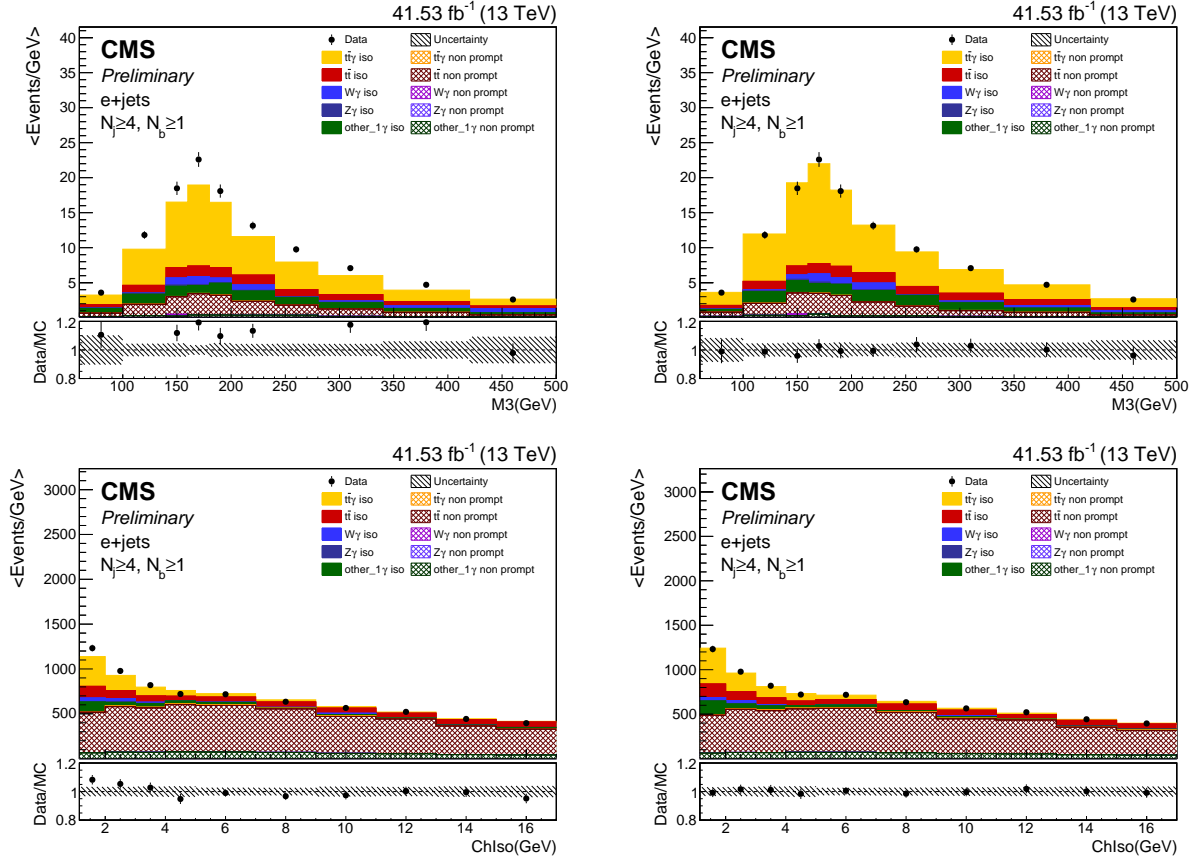 41.53 fb⁻¹ (13 TeV)
<Events/GeV>
40
35
30
25
20
15
10
5
CMS
Preliminary
e+jets
N_j≥4, N_b≥1
Data
Uncertainty
tt̄γ iso
tt̄γ non prompt
tt̄ iso
tt̄ non prompt
Wγ iso
Wγ non prompt
Zγ iso
Zγ non prompt
other_1γ iso
other_1γ non prompt
Data/MC
1.2
1
0.8
100 150 200 250 300 350 400 450 500
M3(GeV)
41.53 fb⁻¹ (13 TeV)
<Events/GeV>
40
35
30
25
20
15
10
5
CMS
Preliminary
e+jets
N_j≥4, N_b≥1
Data
Uncertainty
tt̄γ iso
tt̄γ non prompt
tt̄ iso
tt̄ non prompt
Wγ iso
Wγ non prompt
Zγ iso
Zγ non prompt
other_1γ iso
other_1γ non prompt
Data/MC
1.2
1
0.8
100 150 200 250 300 350 400 450 500
M3(GeV)
41.53 fb⁻¹ (13 TeV)
<Events/GeV>
3000
2500
2000
1500
1000
500
CMS
Preliminary
e+jets
N_j≥4, N_b≥1
Data
Uncertainty
tt̄γ iso
tt̄γ non prompt
tt̄ iso
tt̄ non prompt
Wγ iso
Wγ non prompt
Zγ iso
Zγ non prompt
other_1γ iso
other_1γ non prompt
Data/MC
1.2
1
0.8
2 4 6 8 10 12 14 16
ChIso(GeV)
41.53 fb⁻¹ (13 TeV)
<Events/GeV>
3000
2500
2000
1500
1000
500
CMS
Preliminary
e+jets
N_j≥4, N_b≥1
Data
Uncertainty
tt̄γ iso
tt̄γ non prompt
tt̄ iso
tt̄ non prompt
Wγ iso
Wγ non prompt
Zγ iso
Zγ non prompt
other_1γ iso
other_1γ non prompt
Data/MC
1.2
1
0.8
2 4 6 8 10 12 14 16
ChIso(GeV)